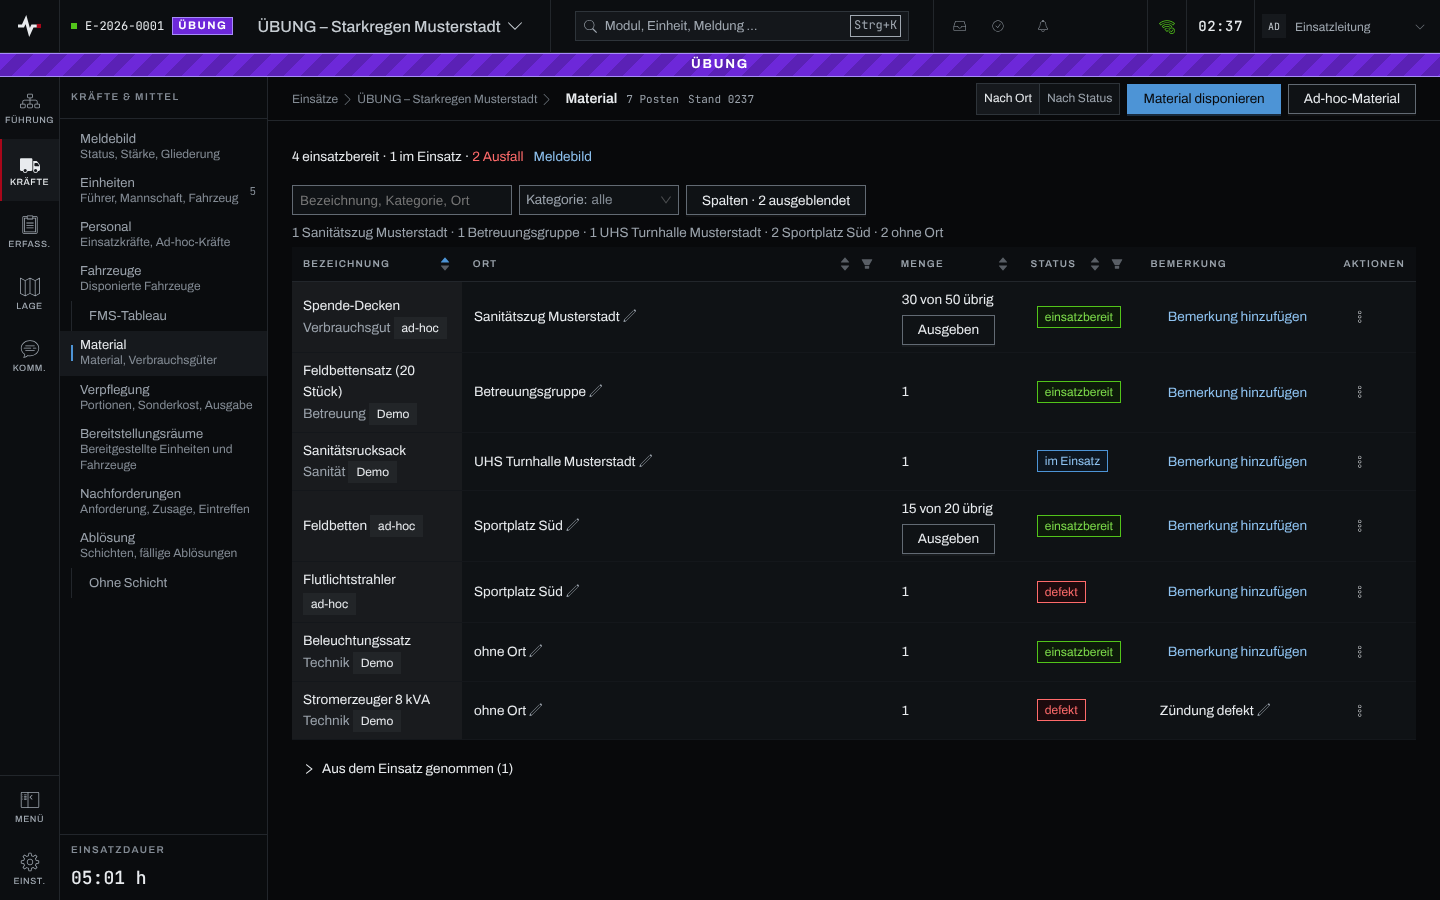 E-2026-0001 ÜBUNG ÜBUNG – Starkregen Musterstadt Modul, Einheit, Meldung ... Strg+K 02:37 AD Einsatzleitung
ÜBUNG
FÜHRUNG
KRÄFTE
ERFASS.
LAGE
KOMM.
MENÜ
EINST.
KRÄFTE & MITTEL
Meldebild
Status, Stärke, Gliederung
Einheiten
Führer, Mannschaft, Fahrzeug 5
Personal
Einsatzkräfte, Ad-hoc-Kräfte
Fahrzeuge
Disponierte Fahrzeuge
FMS-Tableau
Material
Material, Verbrauchsgüter
Verpflegung
Portionen, Sonderkost, Ausgabe
Bereitstellungsräume
Bereitgestellte Einheiten und
Fahrzeuge
Nachforderungen
Anforderung, Zusage, Eintreffen
Ablösung
Schichten, fällige Ablösungen
Ohne Schicht
EINSATZDAUER
05:01 h
Einsätze ÜBUNG – Starkregen Musterstadt Material 7 Posten Stand 0237 Nach Ort Nach Status Material disponieren Ad-hoc-Material
4 einsatzbereit · 1 im Einsatz · 2 Ausfall Meldebild
Bezeichnung, Kategorie, Ort Kategorie: alle Spalten · 2 ausgeblendet
1 Sanitätszug Musterstadt · 1 Betreuungsgruppe · 1 UHS Turnhalle Musterstadt · 2 Sportplatz Süd · 2 ohne Ort
BEZEICHNUNG ORT MENGE STATUS BEMERKUNG AKTIONEN
Spende-Decken
Verbrauchsgut ad-hoc
Sanitätszug Musterstadt
30 von 50 übrig
Ausgeben
einsatzbereit
Bemerkung hinzufügen
Feldbettensatz (20
Stück)
Betreuung Demo
Betreuungsgruppe
1
einsatzbereit
Bemerkung hinzufügen
Sanitätsrucksack
Sanität Demo
UHS Turnhalle Musterstadt
1
im Einsatz
Bemerkung hinzufügen
Feldbetten ad-hoc
Sportplatz Süd
15 von 20 übrig
Ausgeben
einsatzbereit
Bemerkung hinzufügen
Flutlichtstrahler
ad-hoc
Sportplatz Süd
1
defekt
Bemerkung hinzufügen
Beleuchtungssatz
Technik Demo
ohne Ort
1
einsatzbereit
Bemerkung hinzufügen
Stromerzeuger 8 kVA
Technik Demo
ohne Ort
1
defekt
Zündung defekt
Aus dem Einsatz genommen (1)